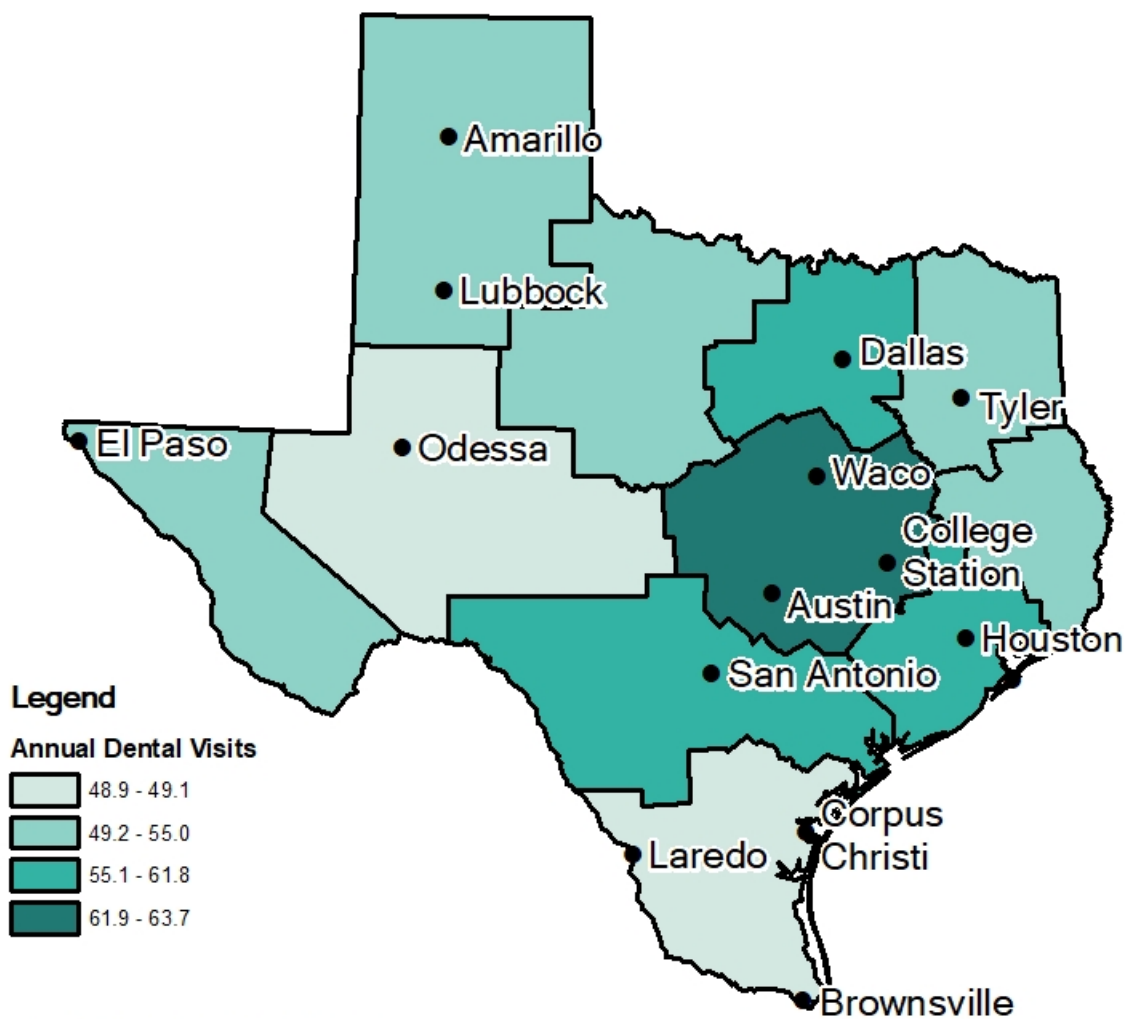 Amarillo
Lubbock
Dallas
Tyler
El Paso
Odessa
Waco
College
Station
Austin
Houston
San Antonio
Legend
Annual Dental Visits
48.9 - 49.1
49.2 - 55.0
55.1 - 61.8
61.9 - 63.7
Corpus
Christi
Laredo
Brownsville